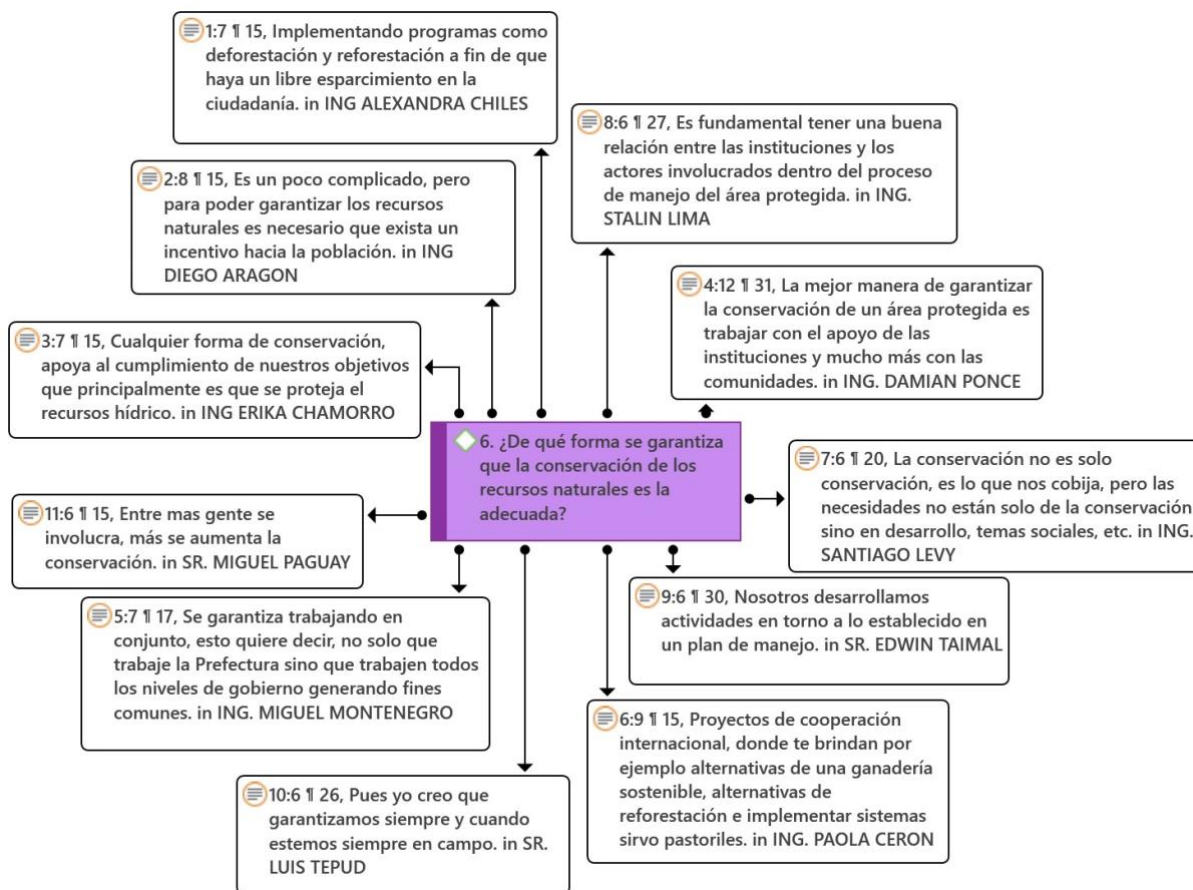 1:7 ¶ 15, Implementando programas como
deforestación y reforestación a fin de que
haya un libre esparcimiento en la
ciudadanía. in ING ALEXANDRA CHILES
8:6 ¶ 27, Es fundamental tener una buena
relación entre las instituciones y los
actores involucrados dentro del proceso
de manejo del área protegida. in ING.
STALIN LIMA
2:8 ¶ 15, Es un poco complicado, pero
para poder garantizar los recursos
naturales es necesario que exista un
incentivo hacia la población. in ING
DIEGO ARAGON
4:12 ¶ 31, La mejor manera de garantizar
la conservación de un área protegida es
trabajar con el apoyo de las
instituciones y mucho más con las
comunidades. in ING. DAMIAN PONCE
3:7 ¶ 15, Cualquier forma de conservación,
apoya al cumplimiento de nuestros objetivos
que principalmente es que se proteja el
recursos hídrico. in ING ERIKA CHAMORRO
6. ¿De qué forma se garantiza
que la conservación de los
recursos naturales es la
adecuada?
7:6 ¶ 20, La conservación no es solo
conservación, es lo que nos cobija, pero las
necesidades no están solo de la conservación
sino en desarrollo, temas sociales, etc. in ING.
SANTIAGO LEVY
11:6 ¶ 15, Entre mas gente se
involucra, más se aumenta la
conservación. in SR. MIGUEL PAGUAY
5:7 ¶ 17, Se garantiza trabajando en
conjunto, esto quiere decir, no solo que
trabaje la Prefectura sino que trabajen todos
los niveles de gobierno generando fines
comunes. in ING. MIGUEL MONTENEGRO
9:6 ¶ 30, Nosotros desarrollamos
actividades en torno a lo establecido en
un plan de manejo. in SR. EDWIN TAIMAL
6:9 ¶ 15, Proyectos de cooperación
internacional, donde te brindan por
ejemplo alternativas de una ganadería
sostenible, alternativas de
reforestación e implementar sistemas
sirvo pastoriles. in ING. PAOLA CERON
10:6 ¶ 26, Pues yo creo que
garantizamos siempre y cuando
estemos siempre en campo. in SR.
LUIS TEPUD